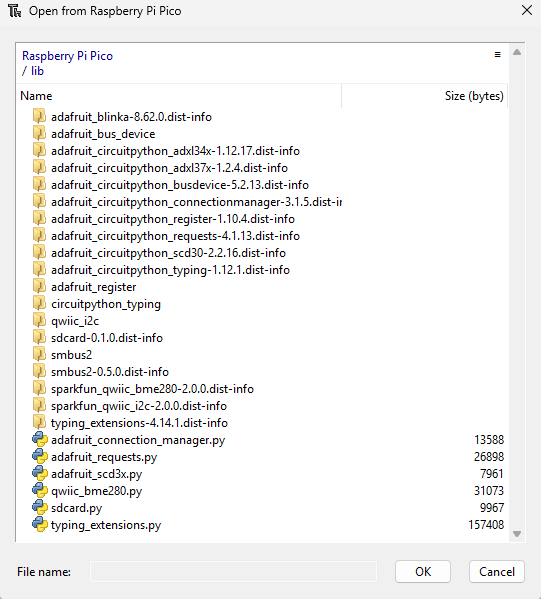 Open from Raspberry Pi Pico
Raspberry Pi Pico
/ lib
≡
Name Size (bytes)
adafruit_blinka-8.62.0.dist-info
adafruit_bus_device
adafruit_circuitpython_adxl34x-1.12.17.dist-info
adafruit_circuitpython_adxl37x-1.2.4.dist-info
adafruit_circuitpython_busdevice-5.2.13.dist-info
adafruit_circuitpython_connectionmanager-3.1.5.dist-ir
adafruit_circuitpython_register-1.10.4.dist-info
adafruit_circuitpython_requests-4.1.13.dist-info
adafruit_circuitpython_scd30-2.2.16.dist-info
adafruit_circuitpython_typing-1.12.1.dist-info
adafruit_register
circuitpython_typing
qwiic_i2c
sdcard-0.1.0.dist-info
smbus2
smbus2-0.5.0.dist-info
sparkfun_qwiic_bme280-2.0.0.dist-info
sparkfun_qwiic_i2c-2.0.0.dist-info
typing_extensions-4.14.1.dist-info
adafruit_connection_manager.py 13588
adafruit_requests.py 26898
adafruit_scd3x.py 7961
qwiic_bme280.py 31073
sdcard.py 9967
typing_extensions.py 157408
File name: OK Cancel